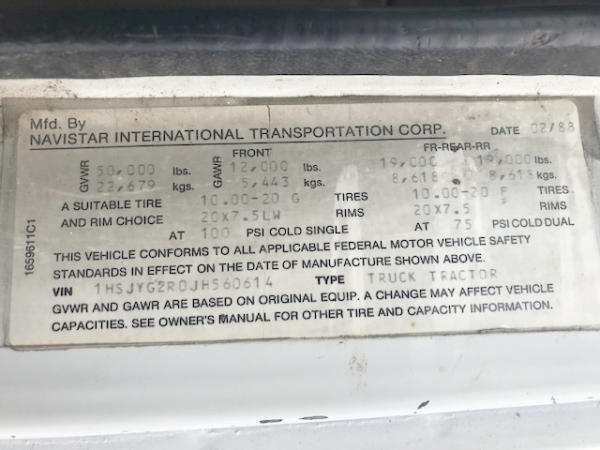 Mfd. By
NAVISTAR INTERNATIONAL TRANSPORTATION CORP. DATE 02/88
FRONT FR-REAR-RR
GVWR 50,000 lbs. GAWR 12,000 lbs. 19,000 19,000 lbs.
22,679 kgs. 5,443 kgs. 8,618 8,618 kgs.
A SUITABLE TIRE 10.00-20 G TIRES 10.00-20 F TIRES
AND RIM CHOICE 20X7.5LW RIMS 20X7.5 RIMS
AT 100 PSI COLD SINGLE AT 75 PSI COLD DUAL
THIS VEHICLE CONFORMS TO ALL APPLICABLE FEDERAL MOTOR VEHICLE SAFETY
STANDARDS IN EFFECT ON THE DATE OF MANUFACTURE SHOWN ABOVE.
VIN 1HSJYGZR0JH560614 TYPE TRUCK TRACTOR
GVWR AND GAWR ARE BASED ON ORIGINAL EQUIP. A CHANGE MAY AFFECT VEHICLE
CAPACITIES. SEE OWNER'S MANUAL FOR OTHER TIRE AND CAPACITY INFORMATION.
1659611C1